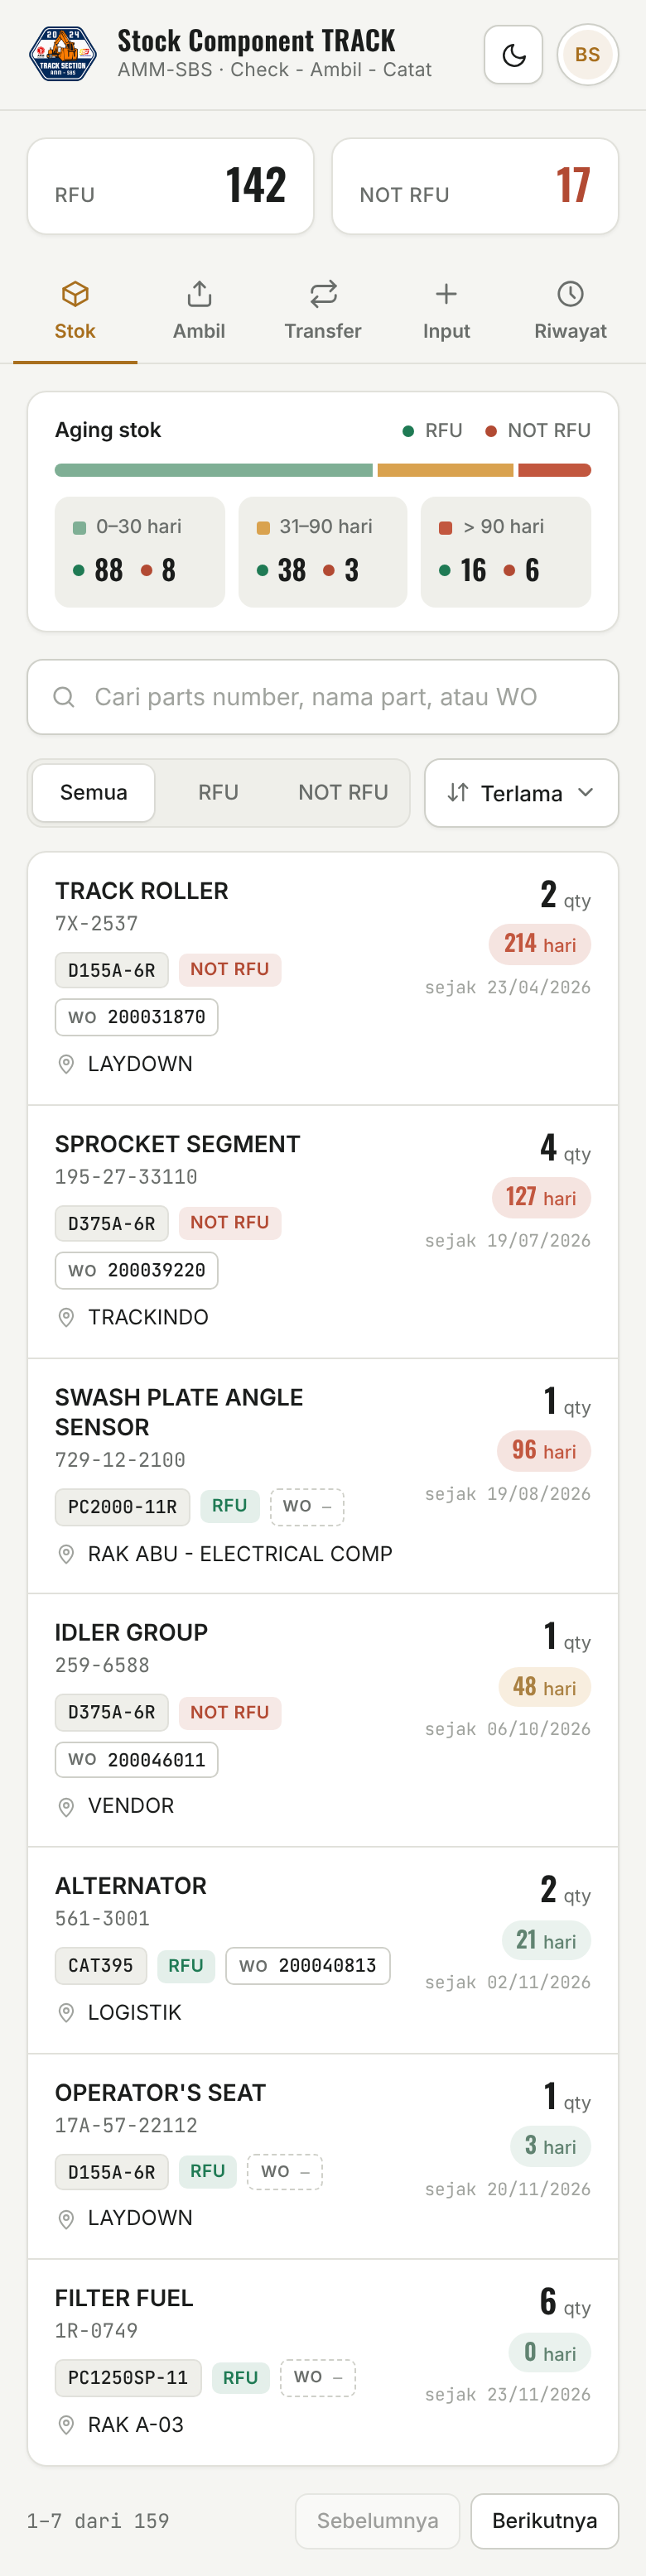 2024
TRACK SECTION
AMM - SBS
Stock Component TRACK
AMM-SBS · Check - Ambil - Catat
BS
RFU 142
NOT RFU 17
Stok
Ambil
Transfer
Input
Riwayat
Aging stok
RFU
NOT RFU
0–30 hari
88 8
31–90 hari
38 3
> 90 hari
16 6
Cari parts number, nama part, atau WO
Semua
RFU
NOT RFU
Terlama
TRACK ROLLER
7X-2537
D155A-6R NOT RFU
WO 200031870
LAYDOWN
2 qty
214 hari
sejak 23/04/2026
SPROCKET SEGMENT
195-27-33110
D375A-6R NOT RFU
WO 200039220
TRACKINDO
4 qty
127 hari
sejak 19/07/2026
SWASH PLATE ANGLE
SENSOR
729-12-2100
PC2000-11R RFU WO –
RAK ABU - ELECTRICAL COMP
1 qty
96 hari
sejak 19/08/2026
IDLER GROUP
259-6588
D375A-6R NOT RFU
WO 200046011
VENDOR
1 qty
48 hari
sejak 06/10/2026
ALTERNATOR
561-3001
CAT395 RFU WO 200040813
LOGISTIK
2 qty
21 hari
sejak 02/11/2026
OPERATOR'S SEAT
17A-57-22112
D155A-6R RFU WO –
LAYDOWN
1 qty
3 hari
sejak 20/11/2026
FILTER FUEL
1R-0749
PC1250SP-11 RFU WO –
RAK A-03
6 qty
0 hari
sejak 23/11/2026
1–7 dari 159
Sebelumnya
Berikutnya